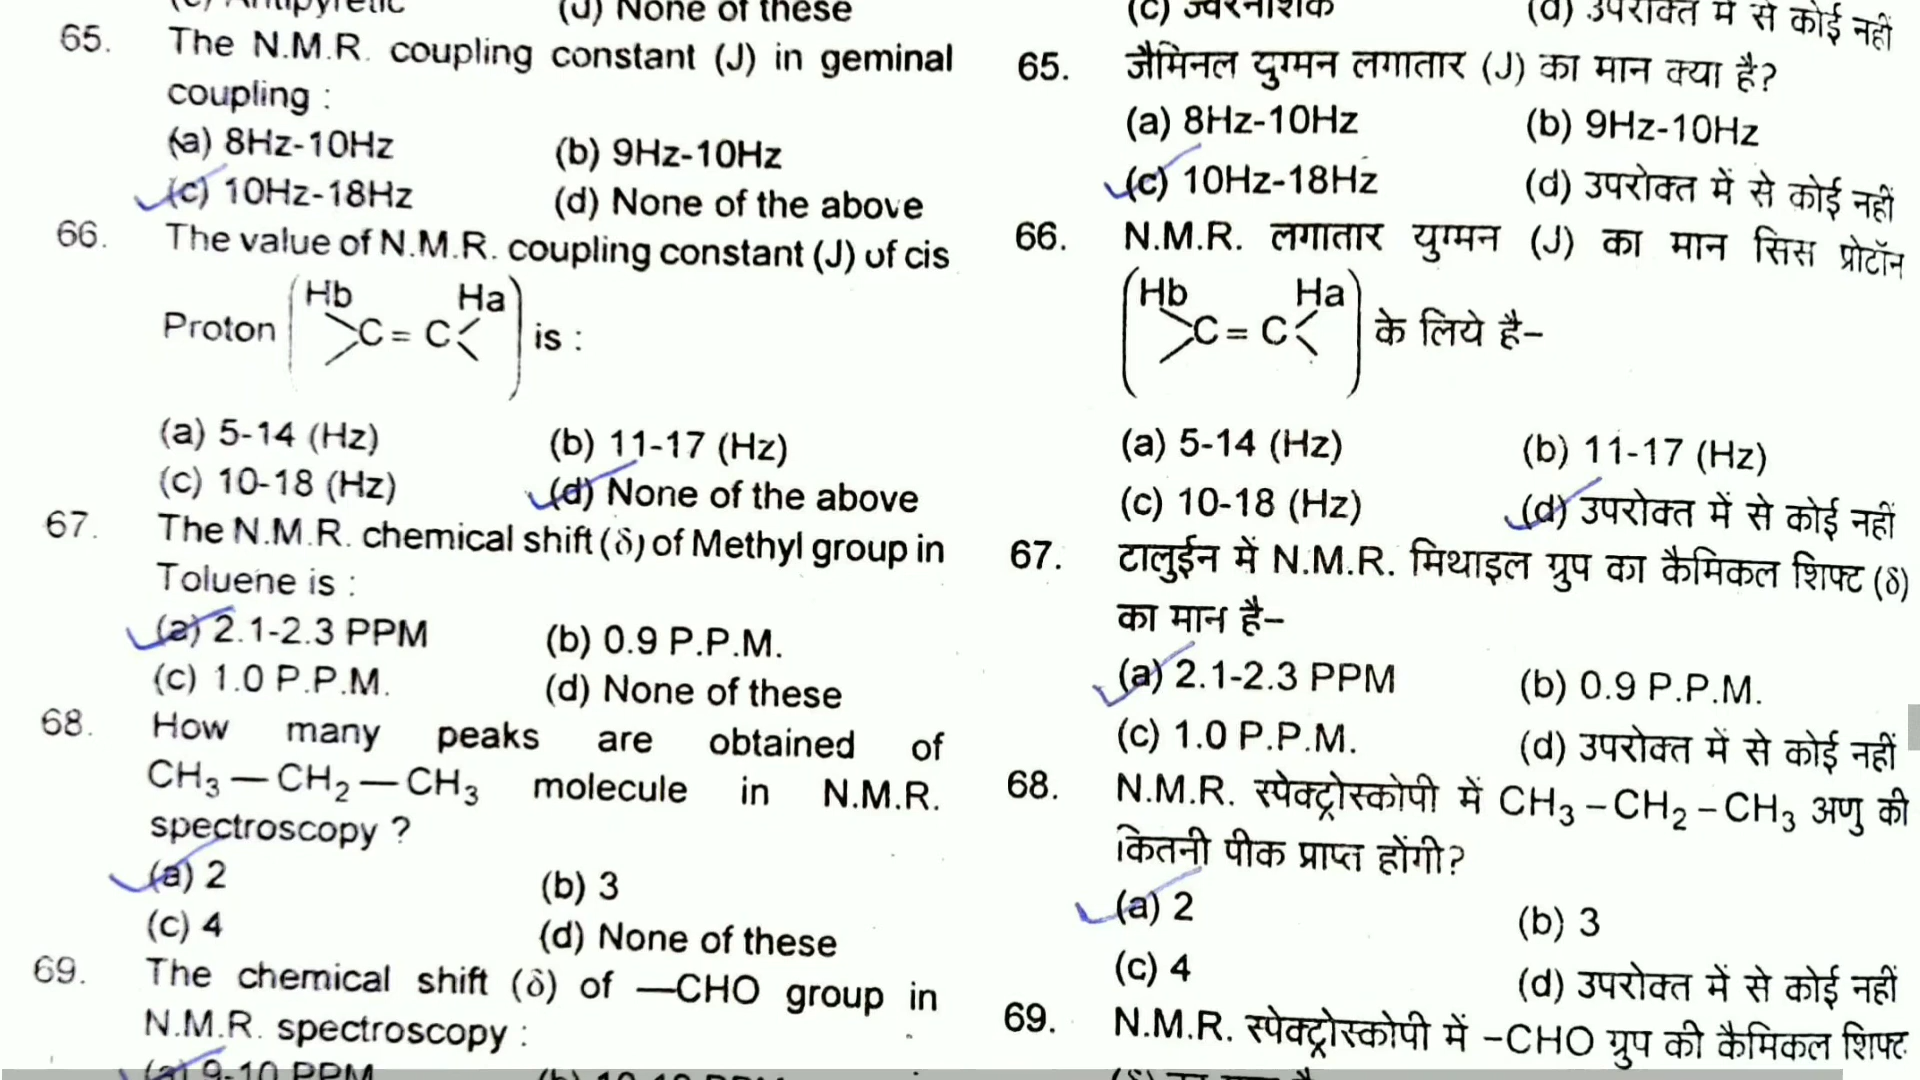 (d) None of these
65. The N.M.R. coupling constant (J) in geminal
coupling :
(a) 8Hz-10Hz (b) 9Hz-10Hz
(c) 10Hz-18Hz (d) None of the above
66. The value of N.M.R. coupling constant (J) of cis
Hb Ha
Proton C = C is :
(a) 5-14 (Hz) (b) 11-17 (Hz)
(c) 10-18 (Hz) (d) None of the above
67. The N.M.R. chemical shift (δ) of Methyl group in
Toluene is :
(a) 2.1-2.3 PPM (b) 0.9 P.P.M.
(c) 1.0 P.P.M. (d) None of these
68. How many peaks are obtained of
CH₃ — CH₂ — CH₃ molecule in N.M.R.
spectroscopy ?
(a) 2 (b) 3
(c) 4 (d) None of these
69. The chemical shift (δ) of —CHO group in
N.M.R. spectroscopy :
(a) 9-10 PPM
(c) ज्वरनाशक (d) उपरोक्त में से कोई नहीं
65. जैमिनल युग्मन लगातार (J) का मान क्या है?
(a) 8Hz-10Hz (b) 9Hz-10Hz
(c) 10Hz-18Hz (d) उपरोक्त में से कोई नहीं
66. N.M.R. लगातार युग्मन (J) का मान सिस प्रोटॉन
Hb Ha
C = C के लिये है–
(a) 5-14 (Hz) (b) 11-17 (Hz)
(c) 10-18 (Hz) (d) उपरोक्त में से कोई नहीं
67. टालुईन में N.M.R. मिथाइल ग्रुप का कैमिकल शिफ्ट (δ)
का मान है–
(a) 2.1-2.3 PPM (b) 0.9 P.P.M.
(c) 1.0 P.P.M. (d) उपरोक्त में से कोई नहीं
68. N.M.R. स्पेक्ट्रोस्कोपी में CH₃ – CH₂ – CH₃ अणु की
कितनी पीक प्राप्त होंगी?
(a) 2 (b) 3
(c) 4 (d) उपरोक्त में से कोई नहीं
69. N.M.R. स्पेक्ट्रोस्कोपी में –CHO ग्रुप की कैमिकल शिफ्ट